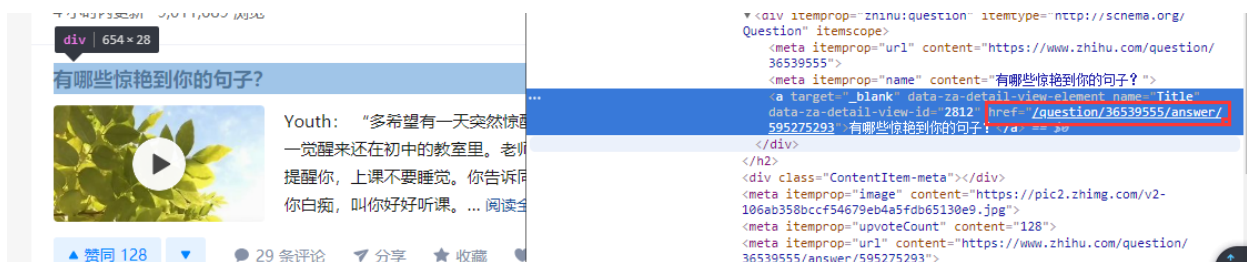 div 654×28
有哪些惊艳到你的句子?
Youth: “多希望有一天突然惊醒
一觉醒来还在初中的教室里。老师
提醒你，上课不要睡觉。你告诉同
你白痴，叫你好好听课。... 阅读全
▲ 赞同 128 ▼ 29 条评论 分享 收藏
▼<div itemprop="zhihu:question" itemtype="http://schema.org/
Question" itemscope>
<meta itemprop="url" content="https://www.zhihu.com/question/
36539555">
<meta itemprop="name" content="有哪些惊艳到你的句子？">
...
<a target="_blank" data-za-detail-view-element_name="Title"
data-za-detail-view-id="2812" href="/question/36539555/answer/
595275293">有哪些惊艳到你的句子？</a> == $0
</div>
</h2>
<div class="ContentItem-meta"></div>
<meta itemprop="image" content="https://pic2.zhimg.com/v2-
106ab358bccf54679eb4a5fdb65130e9.jpg">
<meta itemprop="upvoteCount" content="128">
<meta itemprop="url" content="https://www.zhihu.com/question/
36539555/answer/595275293">